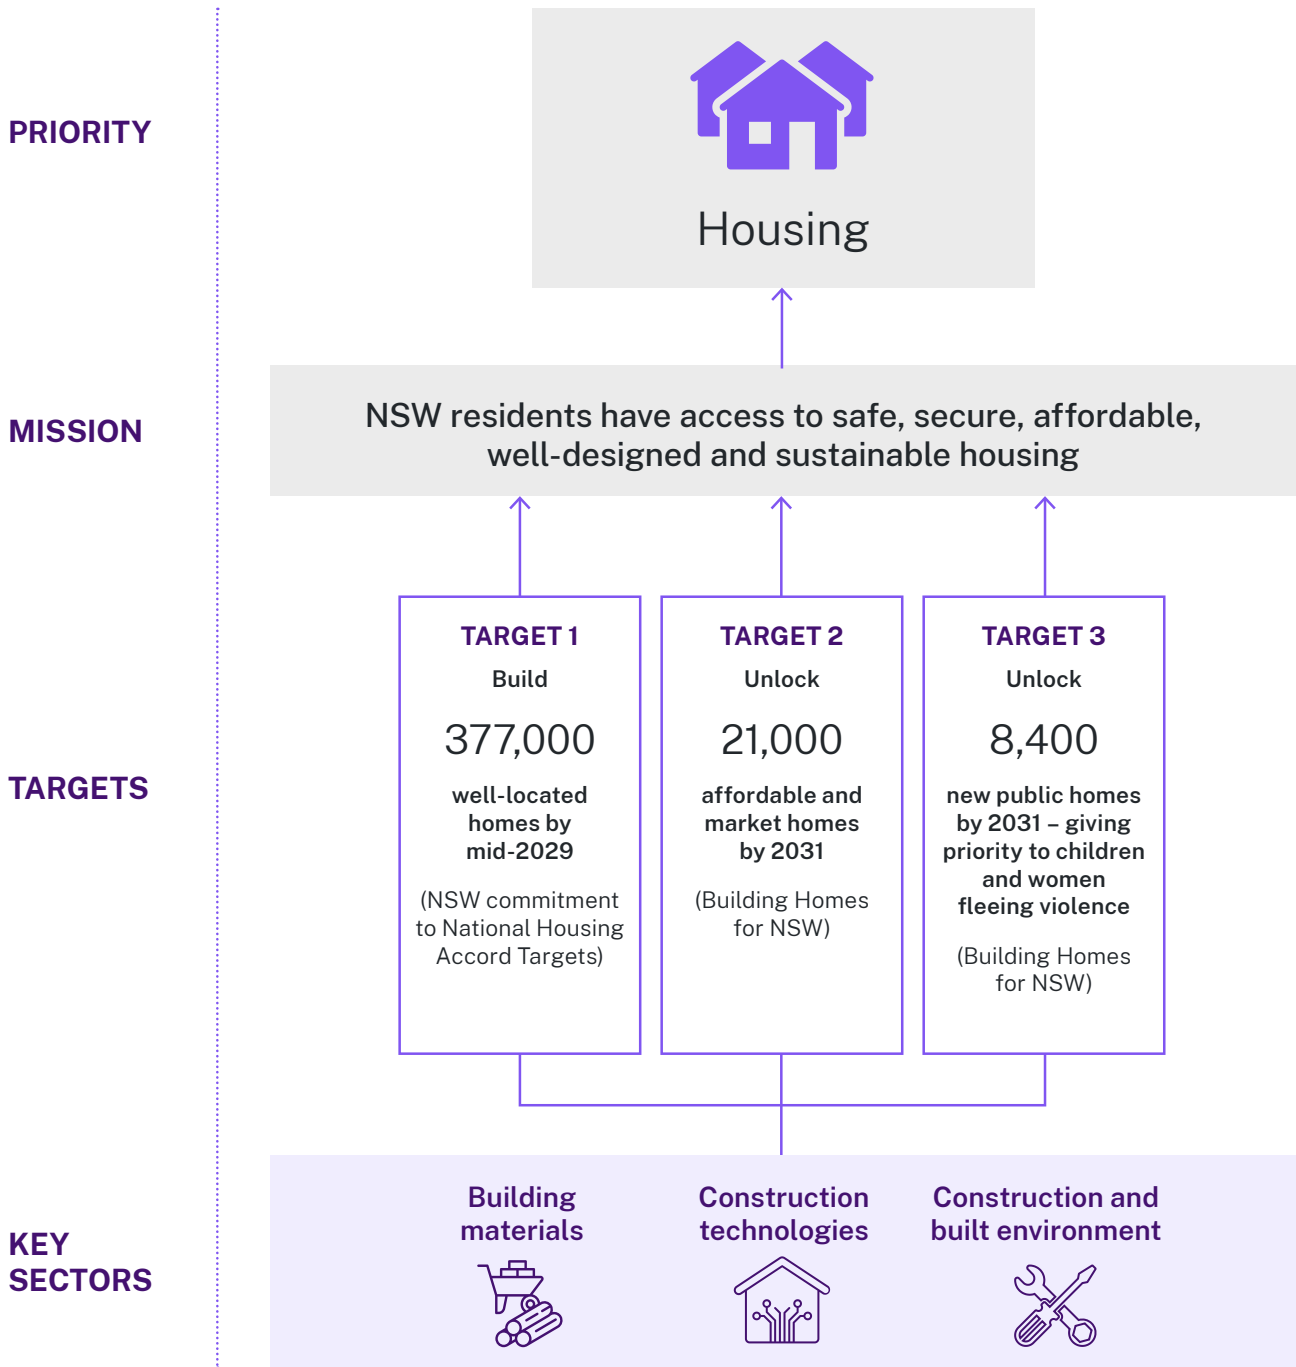 PRIORITY
Housing
MISSION
NSW residents have access to safe, secure, affordable,
well-designed and sustainable housing
TARGETS
TARGET 1
Build
377,000
well-located
homes by
mid-2029
(NSW commitment
to National Housing
Accord Targets)
TARGET 2
Unlock
21,000
affordable and
market homes
by 2031
(Building Homes
for NSW)
TARGET 3
Unlock
8,400
new public homes
by 2031 – giving
priority to children
and women
fleeing violence
(Building Homes
for NSW)
KEY
SECTORS
Building
materials
Construction
technologies
Construction and
built environment